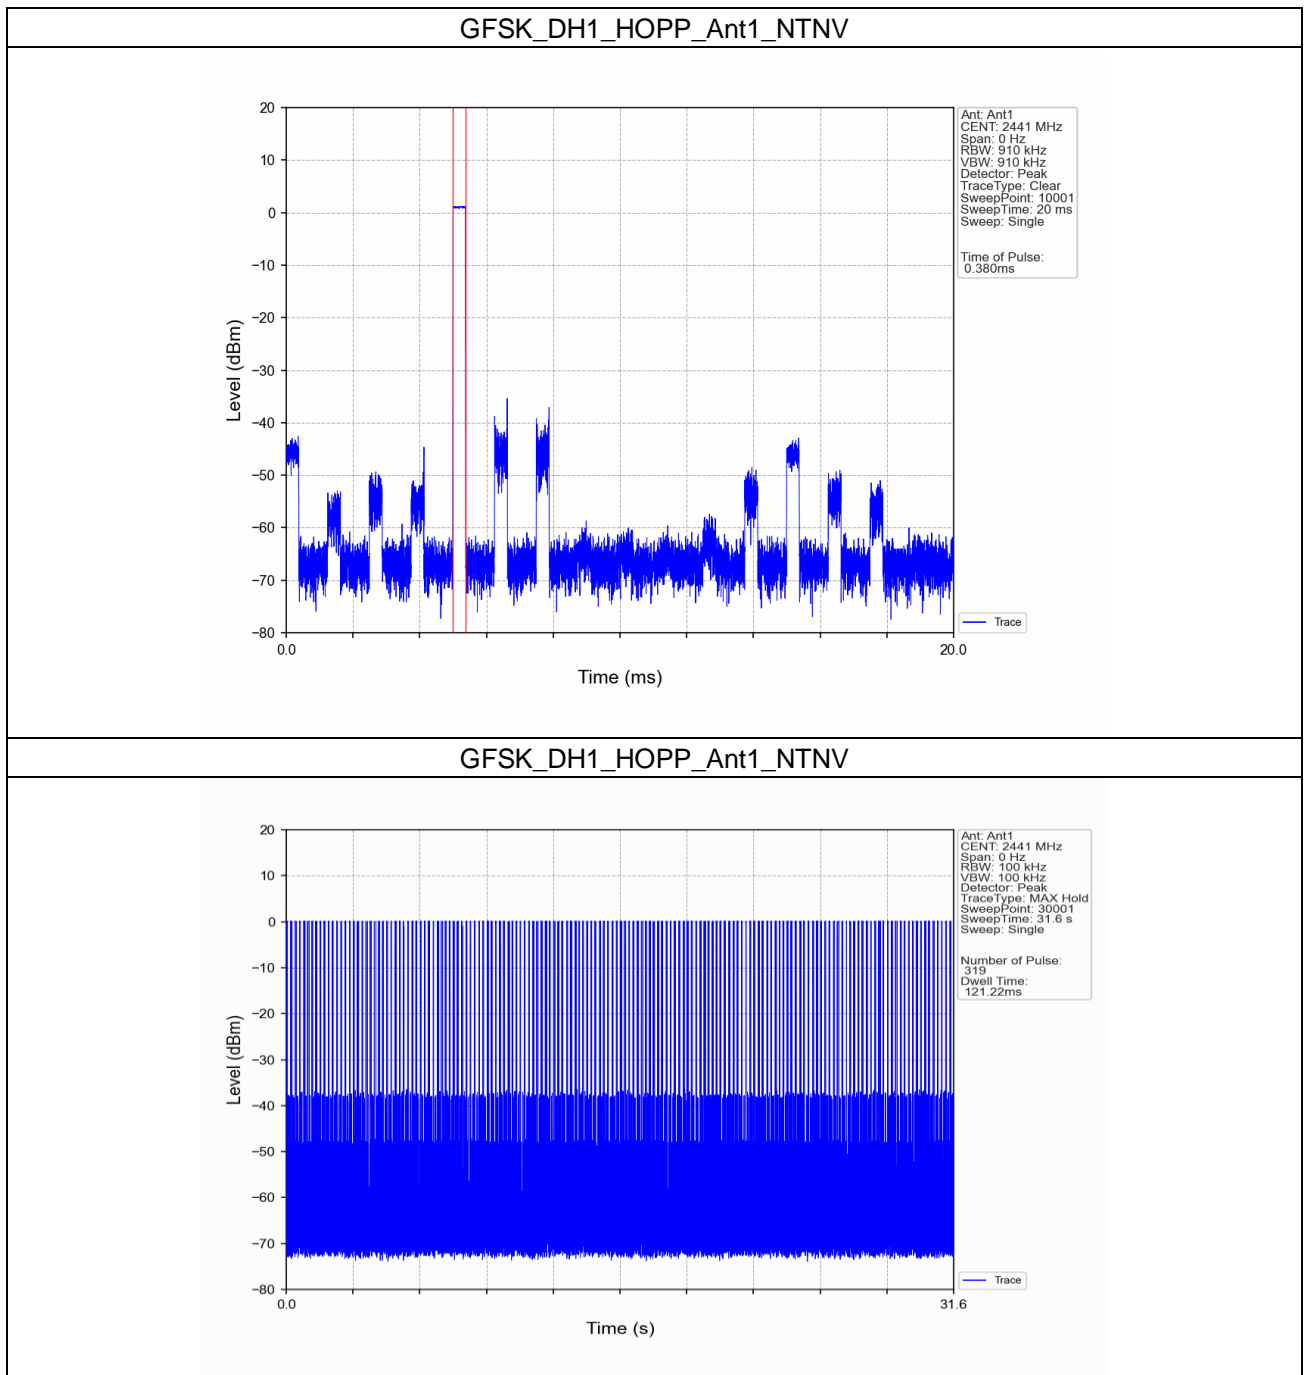 GFSK_DH1_HOPP_Ant1_NTNV
20
10
0
−10
−20
−30
−40
−50
−60
−70
−80
Level (dBm)
0.0
20.0
Time (ms)
Ant: Ant1
CENT: 2441 MHz
Span: 0 Hz
RBW: 910 kHz
VBW: 910 kHz
Detector: Peak
TraceType: Clear
SweepPoint: 10001
SweepTime: 20 ms
Sweep: Single
Time of Pulse:
0.380ms
Trace
GFSK_DH1_HOPP_Ant1_NTNV
20
10
0
−10
−20
−30
−40
−50
−60
−70
−80
Level (dBm)
0.0
31.6
Time (s)
Ant: Ant1
CENT: 2441 MHz
Span: 0 Hz
RBW: 100 kHz
VBW: 100 kHz
Detector: Peak
TraceType: MAX Hold
SweepPoint: 30001
SweepTime: 31.6 s
Sweep: Single
Number of Pulse:
319
Dwell Time:
121.22ms
Trace